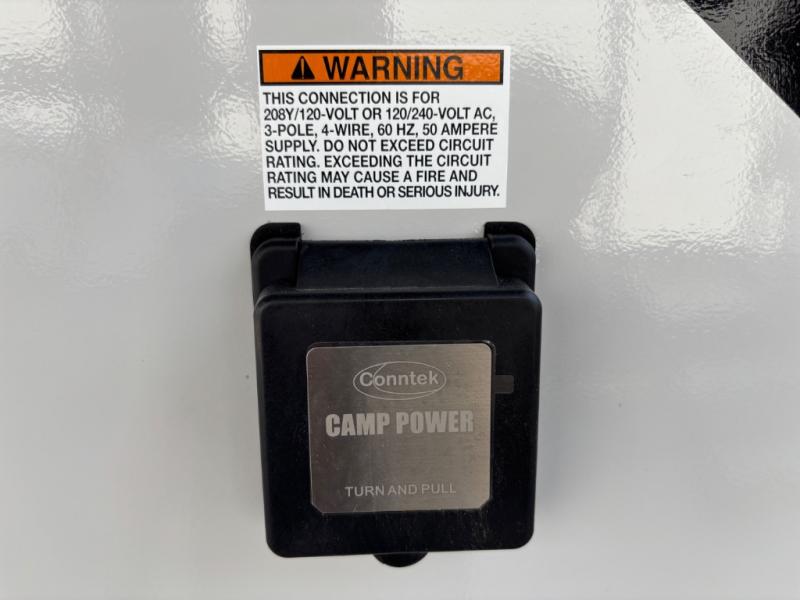 WARNING
THIS CONNECTION IS FOR
208Y/120-VOLT OR 120/240-VOLT AC,
3-POLE, 4-WIRE, 60 HZ, 50 AMPERE
SUPPLY. DO NOT EXCEED CIRCUIT
RATING. EXCEEDING THE CIRCUIT
RATING MAY CAUSE A FIRE AND
RESULT IN DEATH OR SERIOUS INJURY.
Conntek
CAMP POWER
TURN AND PULL